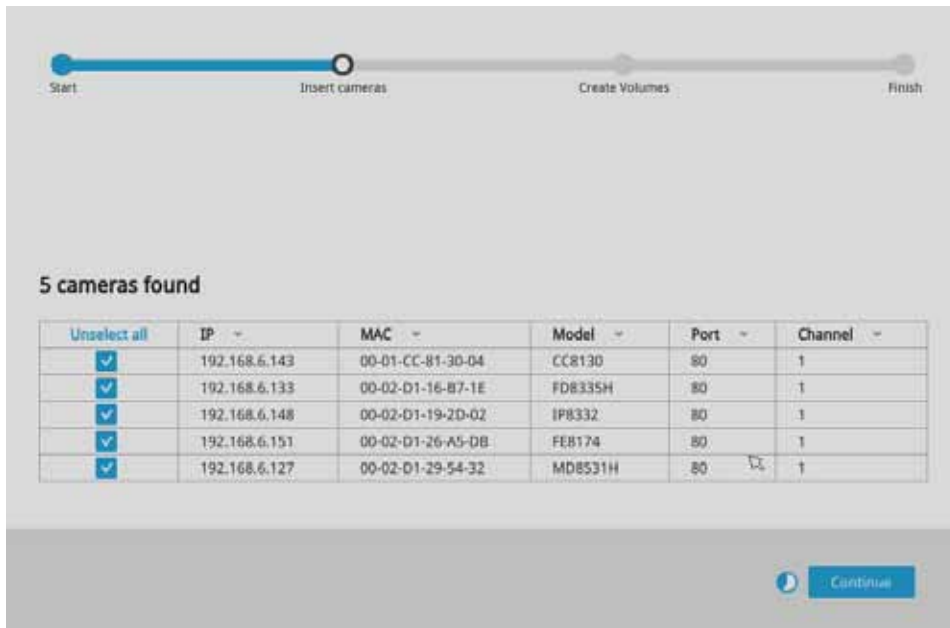 Start Insert cameras Create Volumes Finish
5 cameras found
Unselect all IP MAC Model Port Channel
192.168.6.143 00-01-CC-81-30-04 CC8130 80 1
192.168.6.133 00-02-D1-16-B7-1E FD8335H 80 1
192.168.6.148 00-02-D1-19-2D-02 IP8332 80 1
192.168.6.151 00-02-D1-26-A5-DB FE8174 80 1
192.168.6.127 00-02-D1-29-54-32 MD8531H 80 1
Continue